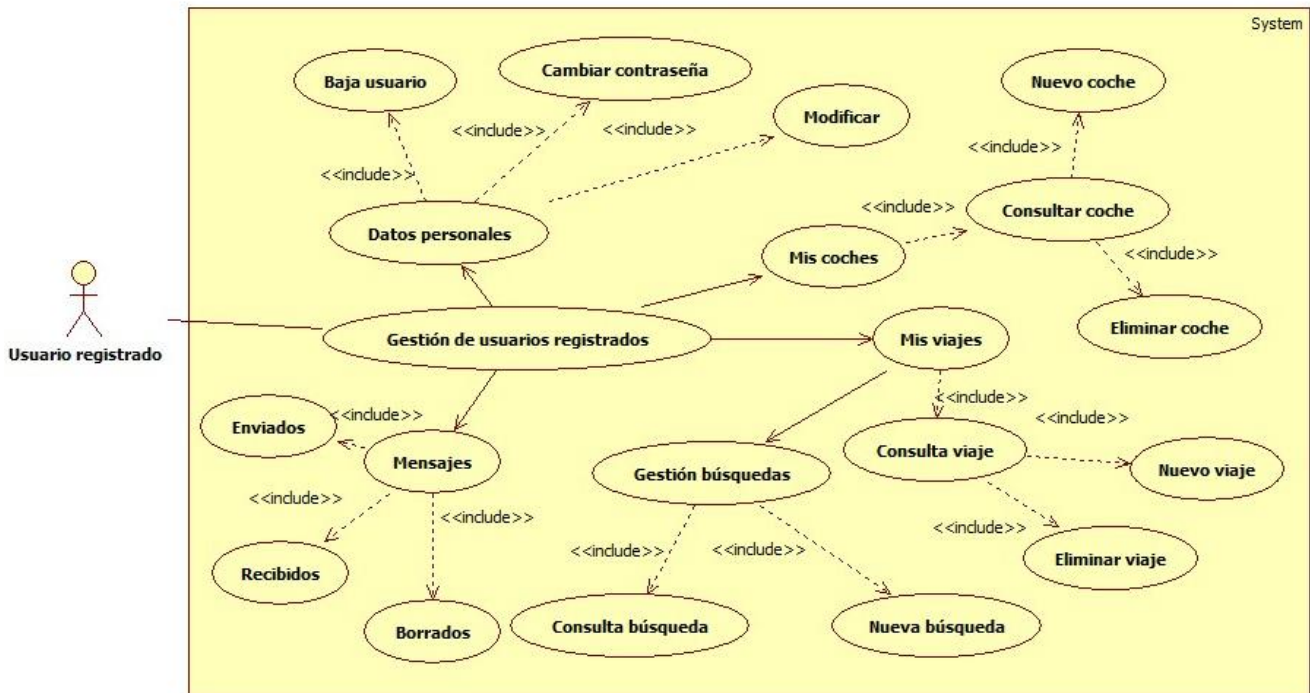 System
Baja usuario
Cambiar contraseña
Nuevo coche
Modificar
<<include>>
<<include>>
<<include>>
<<include>>
Datos personales
<<include>>
Consultar coche
Mis coches
<<include>>
Usuario registrado
Gestión de usuarios registrados
Mis viajes
Eliminar coche
<<include>>
<<include>>
<<include>>
Enviados
Mensajes
Gestión búsquedas
Consulta viaje
Nuevo viaje
<<include>>
<<include>>
<<include>>
<<include>>
<<include>>
Recibidos
Eliminar viaje
Borrados
Consulta búsqueda
Nueva búsqueda